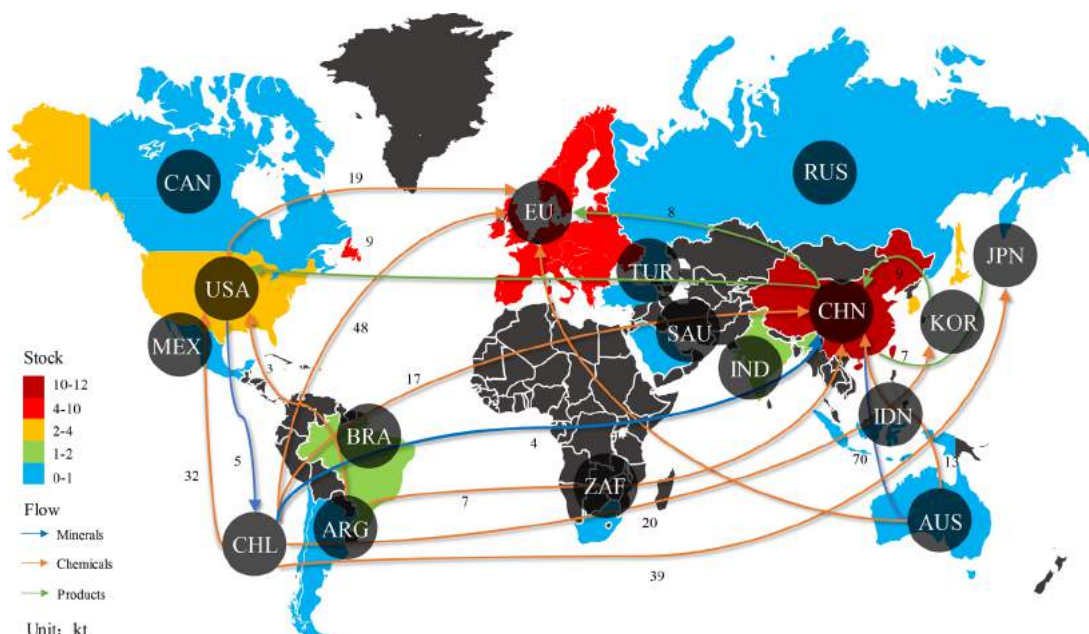 19
CAN
RUS
EU
8
9
JPN
TUR
9
USA
CHN
KOR
SAU
MEX
48
7
Stock
IND
3
17
10-12
4-10
2-4
1-2
0-1
BRA
IDN
4
32
5
70
13
ZAF
7
Flow
ARG
20
AUS
Minerals
CHL
Chemicals
39
Products
Unit: kt